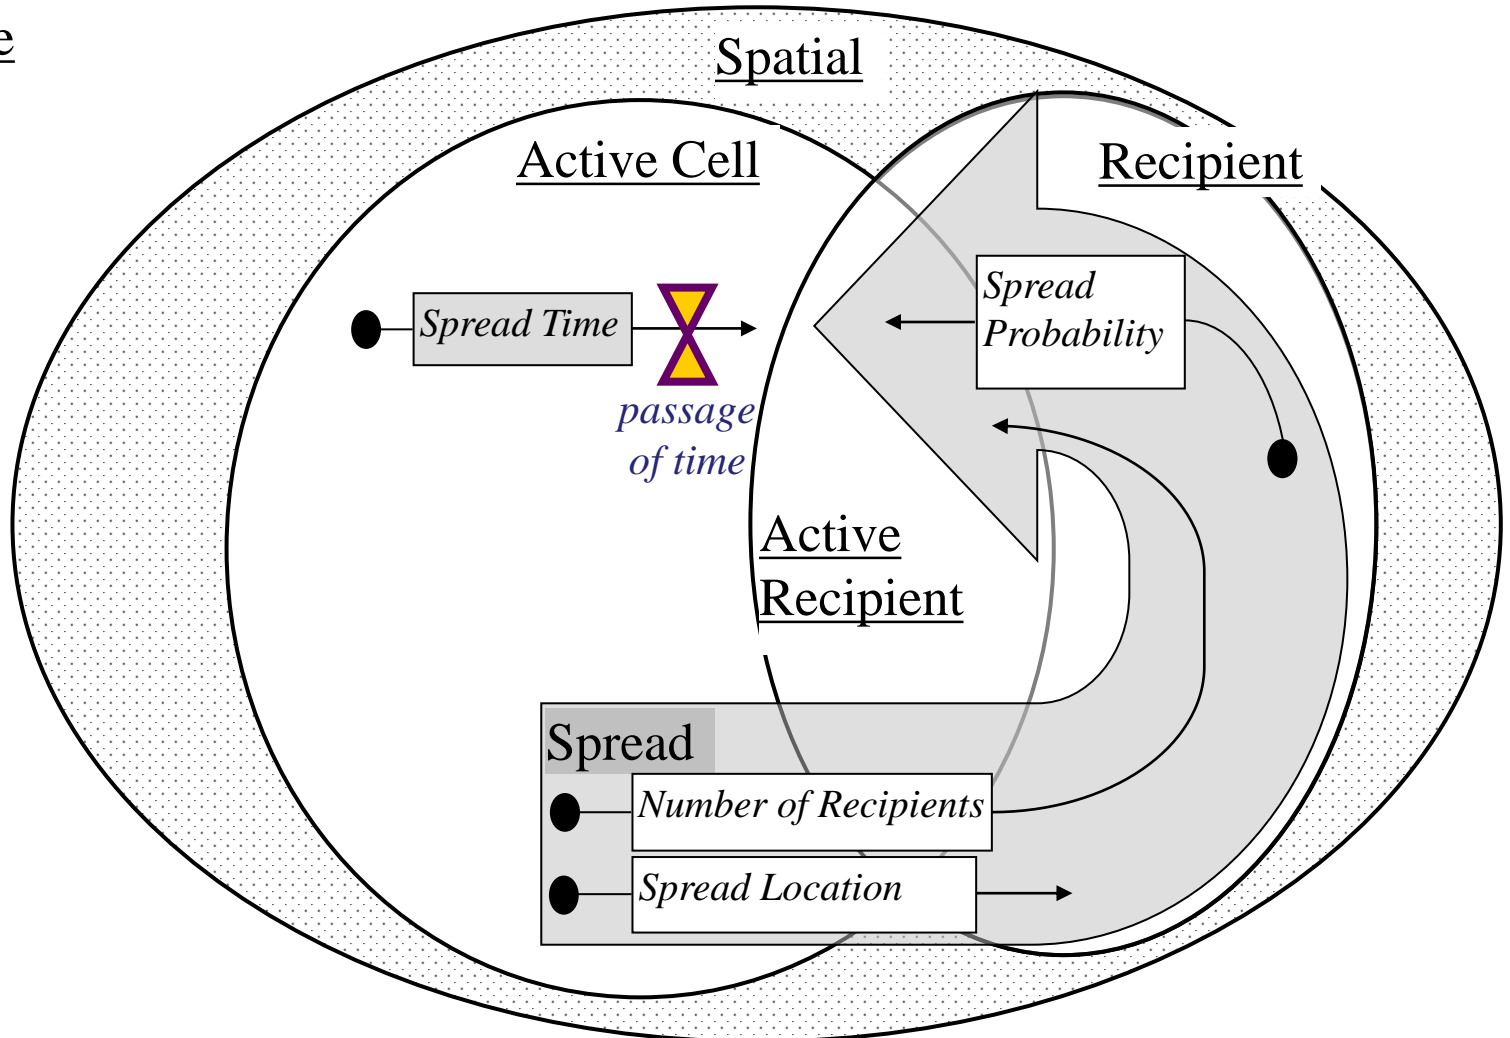 e
Spatial
Active Cell
Recipient
Spread Time
Spread
Probability
passage
of time
Active
Recipient
Spread
Number of Recipients
Spread Location